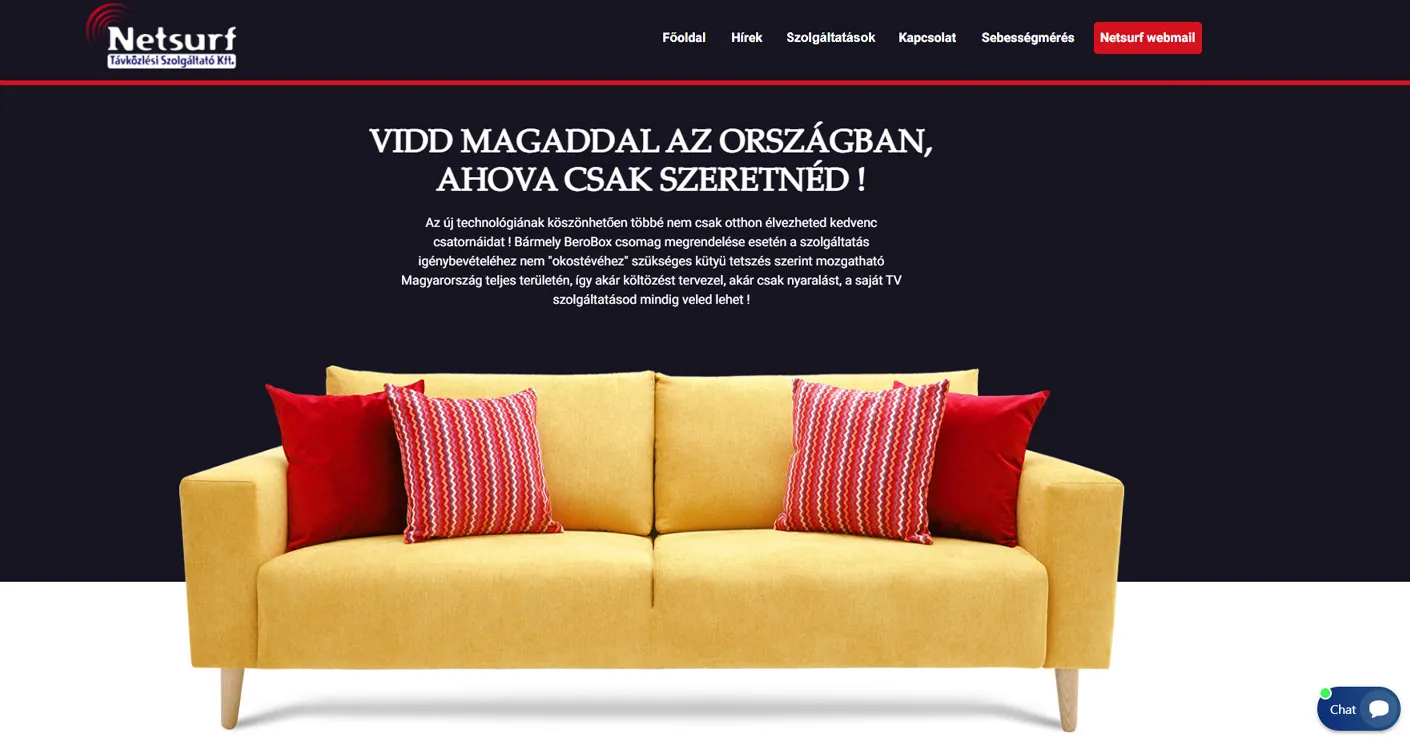 Netsurf
Távközlési Szolgáltató Kft.
Főoldal Hírek Szolgáltatások Kapcsolat Sebességmérés Netsurf webmail
VIDD MAGADDAL AZ ORSZÁGBAN,
AHOVA CSAK SZERETNÉD !
Az új technológiának köszönhetően többé nem csak otthon élvezheted kedvenc
csatornáidat ! Bármely BeroBox csomag megrendelése esetén a szolgáltatás
igénybevételéhez nem "okostévéhez" szükséges kütyü tetszés szerint mozgatható
Magyarország teljes területén, így akár költözést tervezel, akár csak nyaralást, a saját TV
szolgáltatásod mindig veled lehet !
Chat